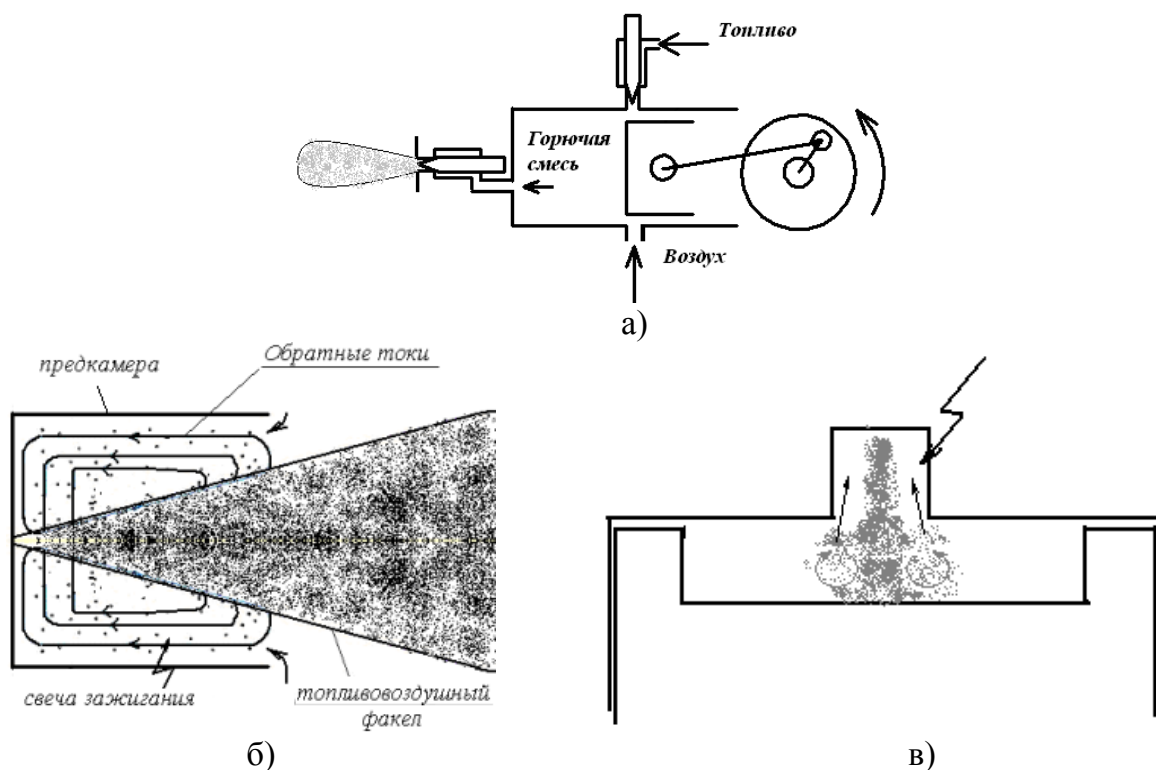 Топливо
Горючая
смесь
Воздух
а)
Обратные токи
предкамера
свеча зажигания
топливовоздушный
факел
б)
в)